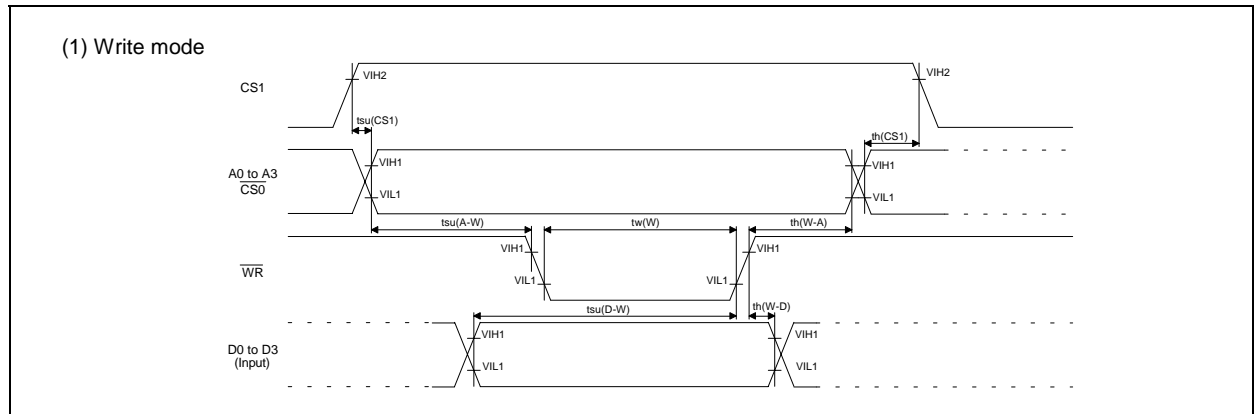 (1) Write mode
CS1
VIH2
VIH2
tsu(CS1)
th(CS1)
A0 to A3
CS0
VIH1
VIL1
VIH1
VIL1
tsu(A-W)
tw(W)
th(W-A)
WR
VIH1
VIL1
VIL1
VIH1
tsu(D-W)
th(W-D)
D0 to D3
(Input)
VIH1
VIL1
VIH1
VIL1